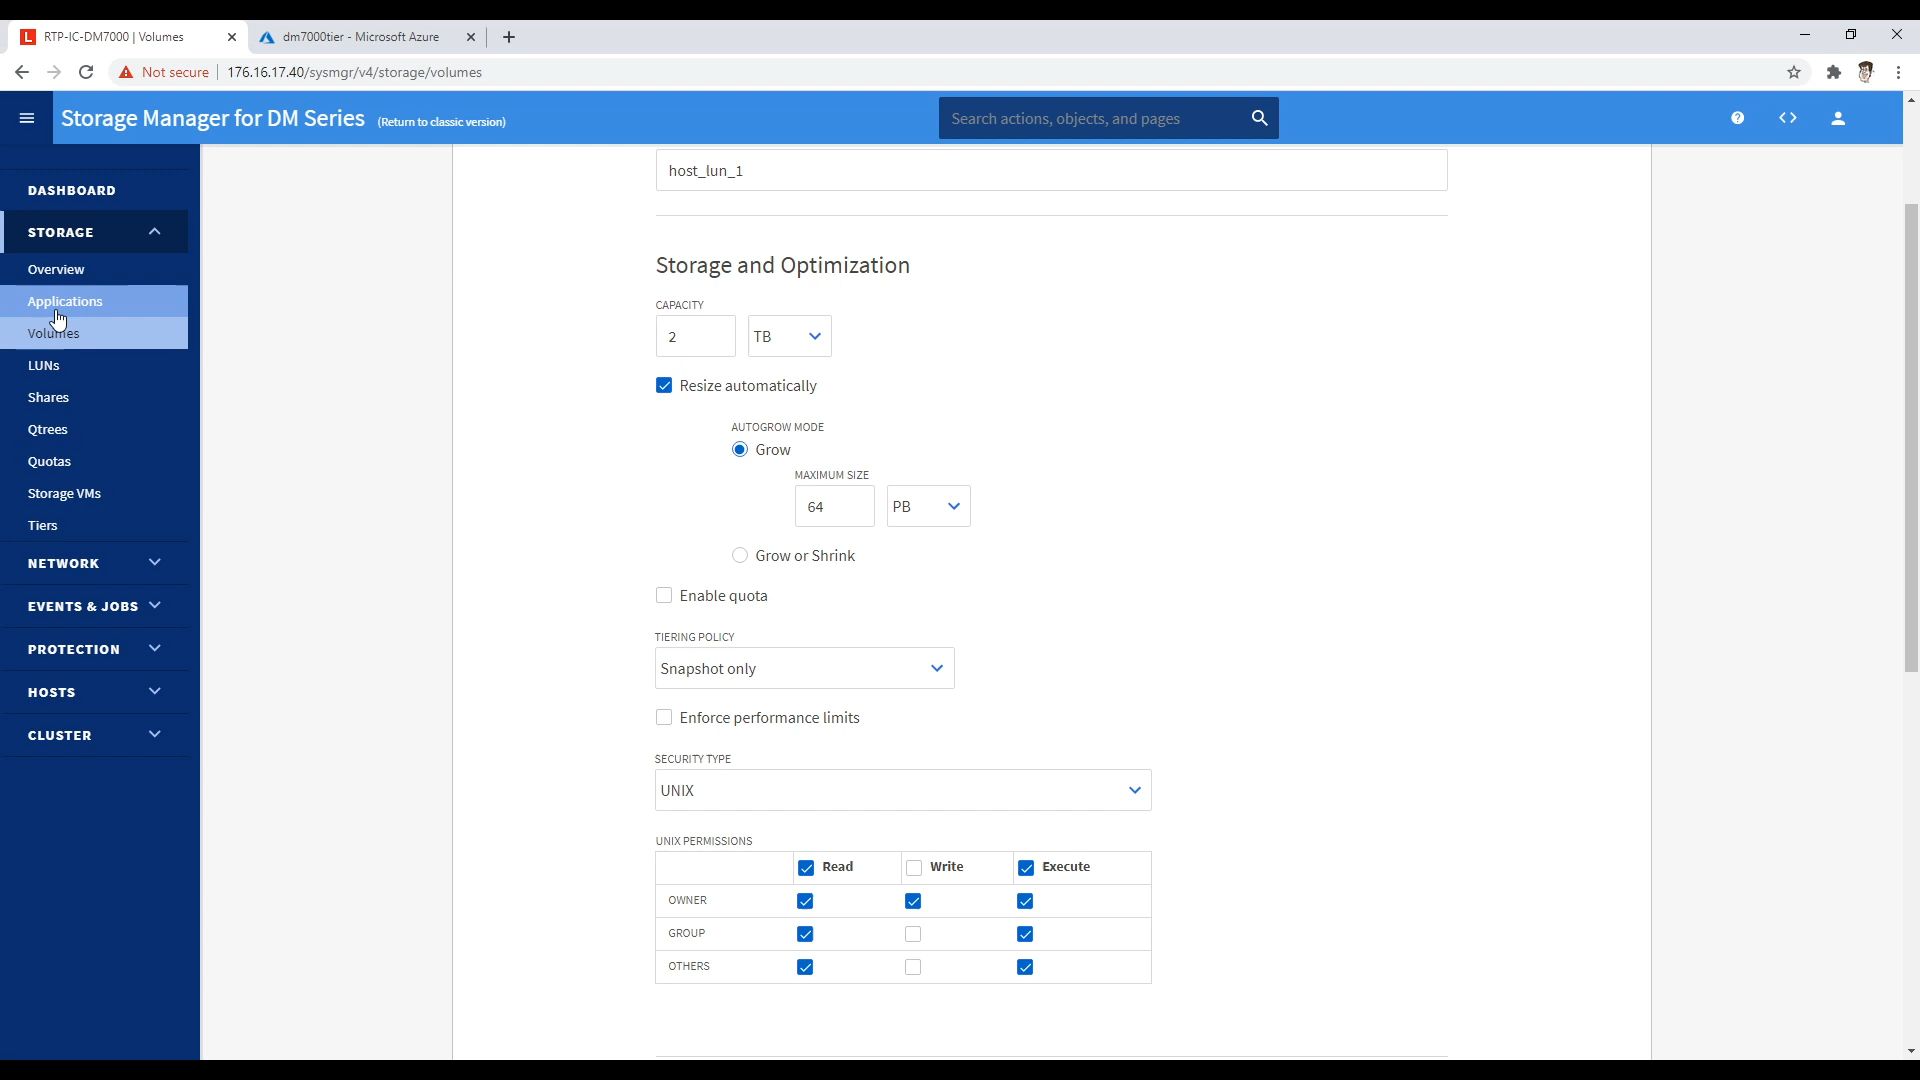 RTP-IC-DM7000 | Volumes
dm7000tier - Microsoft Azure
Not secure
176.16.17.40/sysmgr/v4/storage/volumes
Storage Manager for DM Series (Return to classic version)
Search actions, objects, and pages
DASHBOARD
STORAGE
Overview
Applications
Volumes
LUNs
Shares
Qtrees
Quotas
Storage VMs
Tiers
NETWORK
EVENTS & JOBS
PROTECTION
HOSTS
CLUSTER
host_lun_1
Storage and Optimization
CAPACITY
2 TB
Resize automatically
AUTOGROW MODE
Grow
MAXIMUM SIZE
64 PB
Grow or Shrink
Enable quota
TIERING POLICY
Snapshot only
Enforce performance limits
SECURITY TYPE
UNIX
UNIX PERMISSIONS
Read Write Execute
OWNER
GROUP
OTHERS